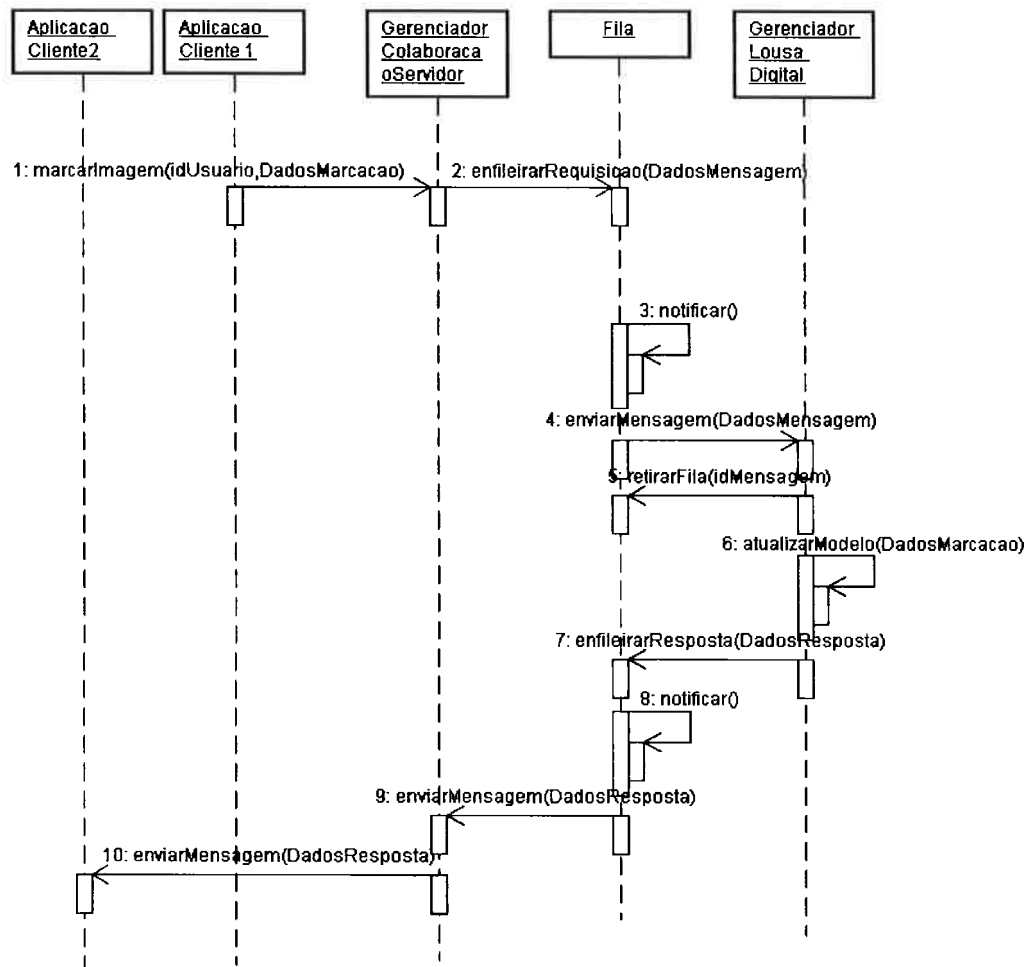 Aplicacao
Cliente2
Aplicacao
Cliente 1
Gerenciador
Colaboraca
oServidor
Fila
Gerenciador
Lousa
Digital
1: marcarImagem(idUsuario,DadosMarcacao)
2: enfileirarRequisicao(DadosMensagem)
3: notificar()
4: enviarMensagem(DadosMensagem)
5: retirarFila(idMensagem)
6: atualizarModelo(DadosMarcacao)
7: enfileirarResposta(DadosResposta)
8: notificar()
9: enviarMensagem(DadosResposta)
10: enviarMensagem(DadosResposta)